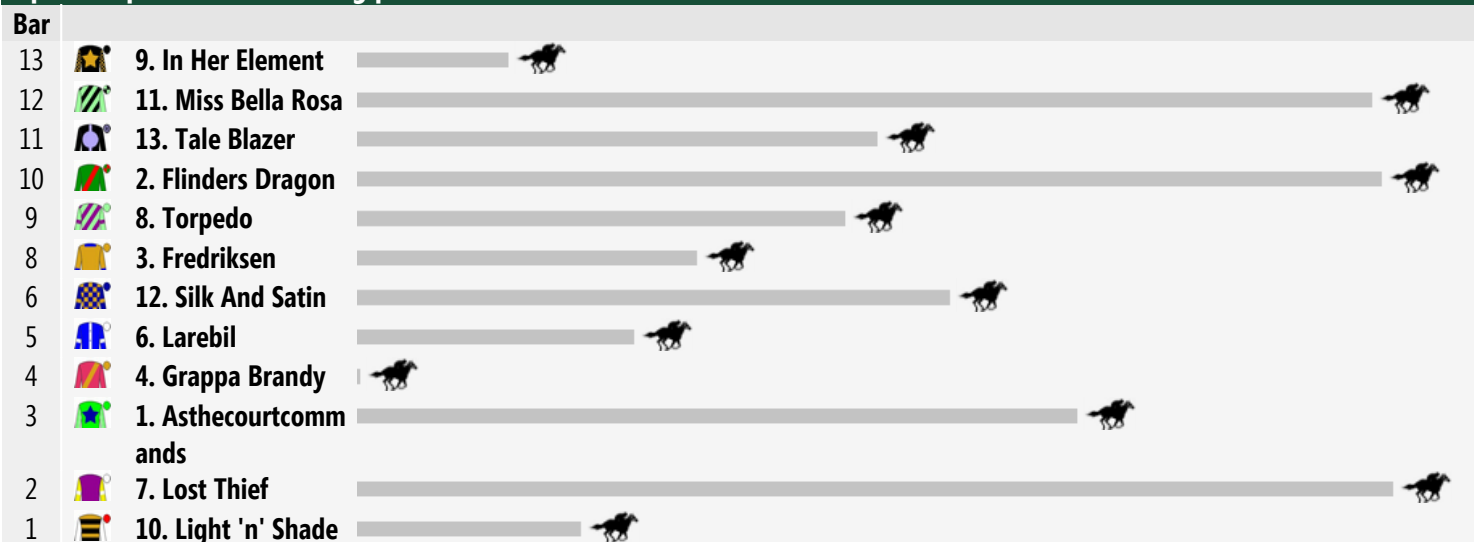 Bar
13 9. In Her Element
12 11. Miss Bella Rosa
11 13. Tale Blazer
10 2. Flinders Dragon
9 8. Torpedo
8 3. Fredriksen
6 12. Silk And Satin
5 6. Larebil
4 4. Grappa Brandy
3 1. Asthecourtcomm
ands
2 7. Lost Thief
1 10. Light 'n' Shade